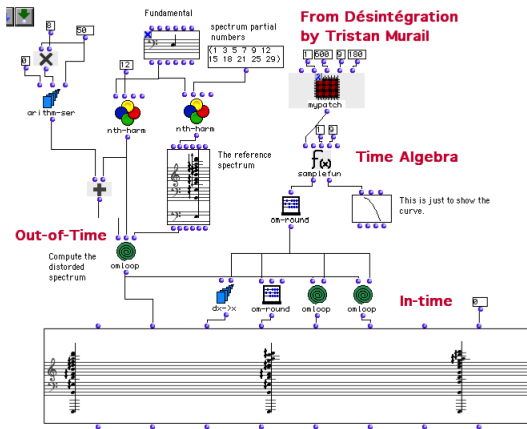 Fundamental
8
50
spectrum partial
numbers
From Désintégration
by Tristan Murail
(1 3 5 7 9 12
15 18 21 25 29)
0
12
1 600 9 180
arithm-ser
nth-harm
nth-harm
mypatch
1 9
The reference
spectrum
f(x)
samplefun
Time Algebra
+
om-round
This is just to show the
curve.
Out-of-Time
Compute the
distorded
spectrum
omloop
dx->x
om-round
omloop
omloop
In-time
0